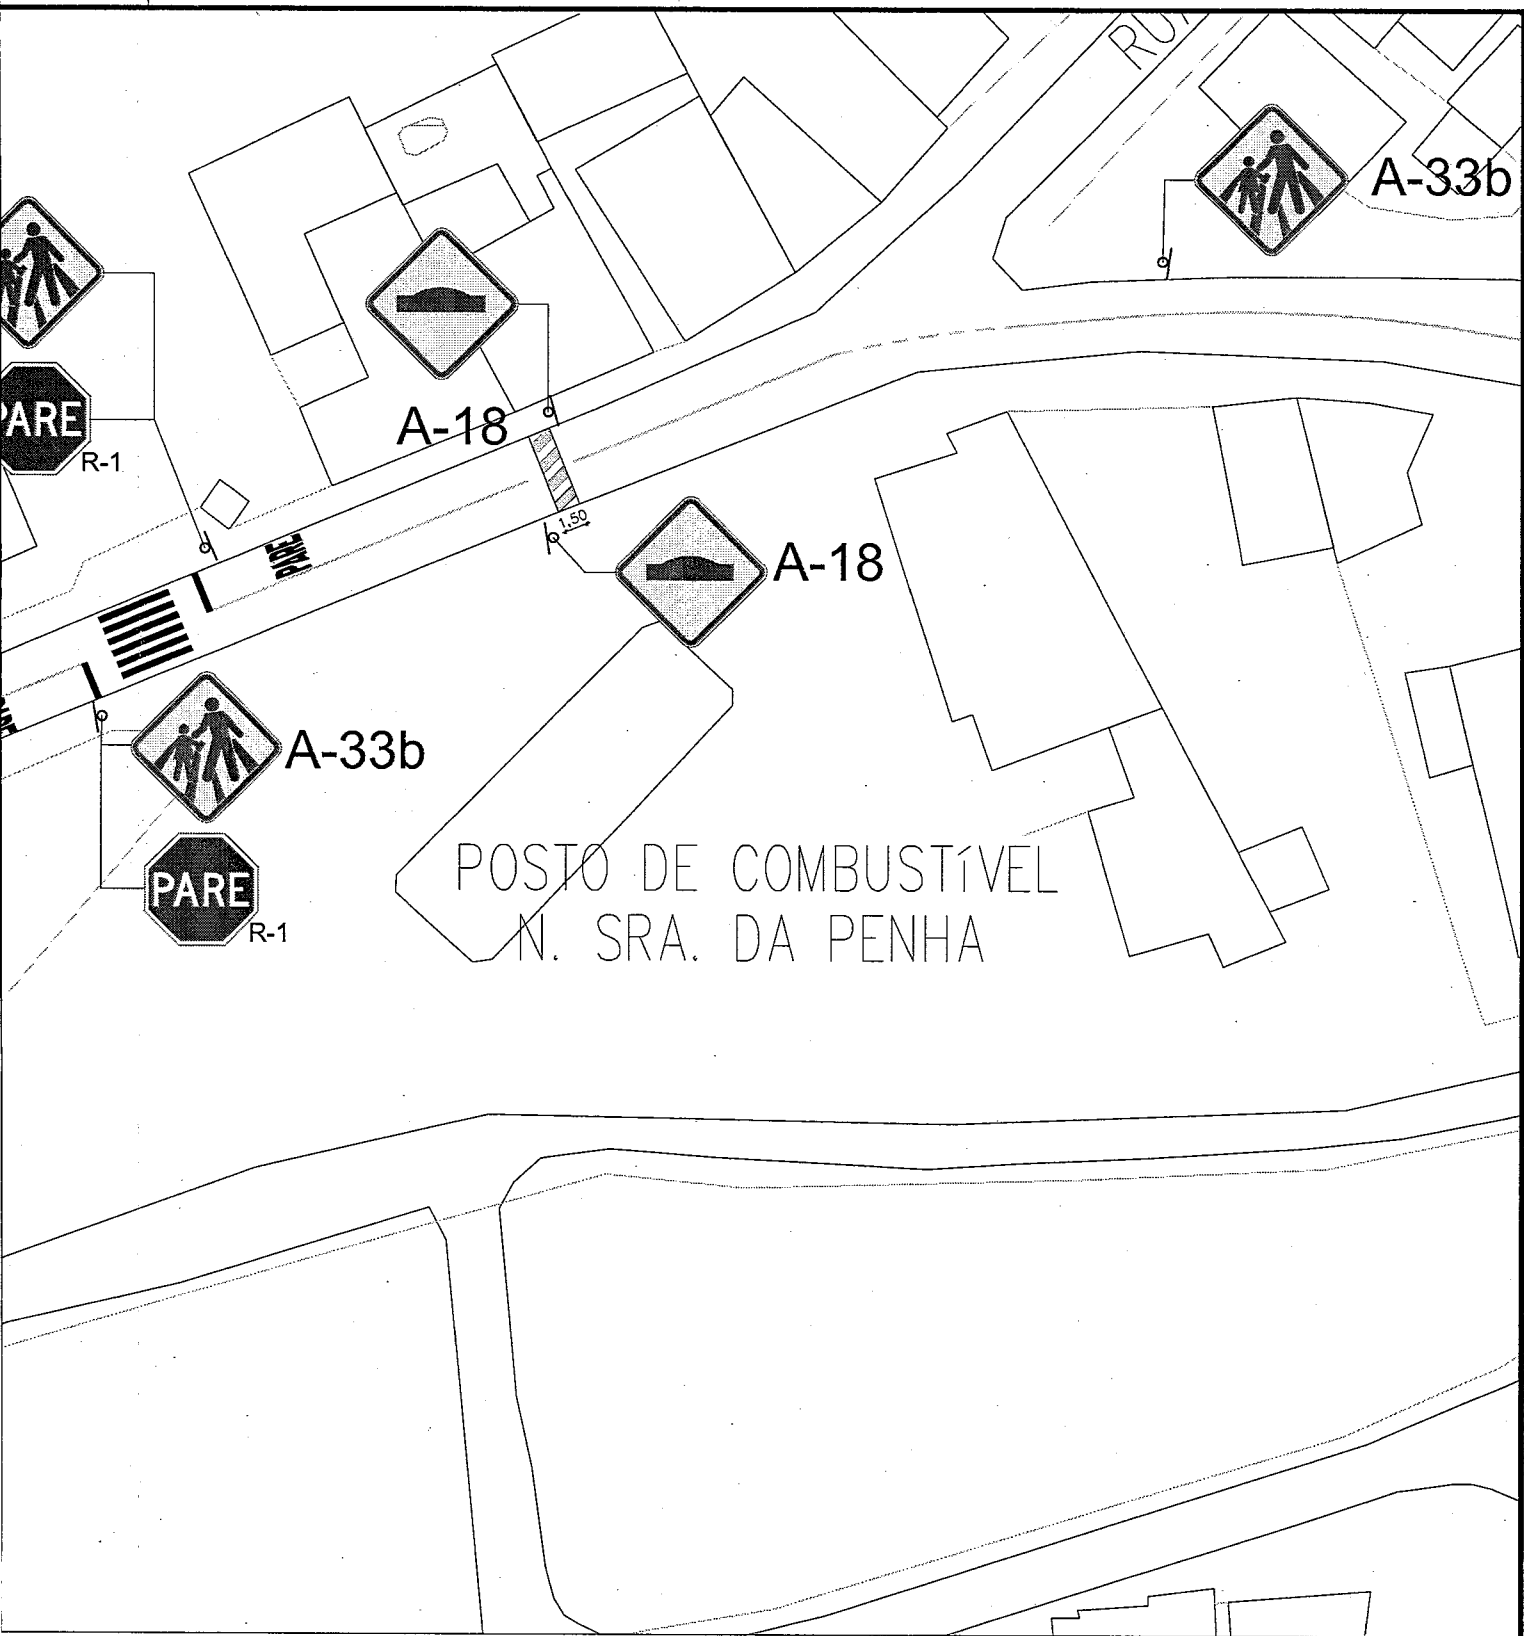 RUA
A-33b
A-18
PARE
R-1
PARE
1,50
A-18
A-33b
PARE
R-1
POSTO DE COMBUSTíVEL
N. SRA. DA PENHA